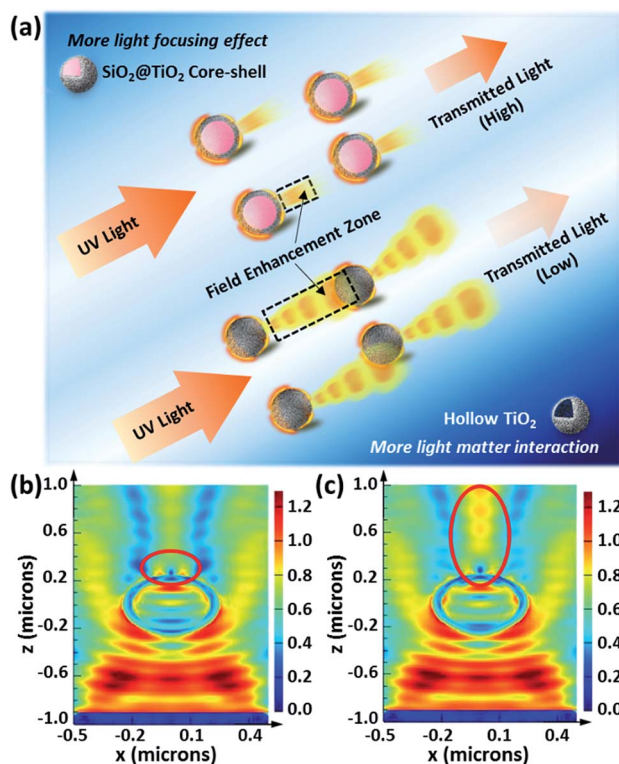 (a)
More light focusing effect
SiO₂@TiO₂ Core-shell
Transmitted Light
(High)
UV Light
Field Enhancement Zone
Transmitted Light
(Low)
UV Light
Hollow TiO₂
More light matter interaction
(b)
(c)
1.0
0.6
0.2
-0.2
-0.6
-1.0
z (microns)
-0.5
0.0
0.4
x (microns)
1.2
1.0
0.8
0.6
0.4
0.2
0.0
1.0
0.6
0.2
-0.2
-0.6
-1.0
z (microns)
-0.5
0.0
0.4
x (microns)
1.2
1.0
0.8
0.6
0.4
0.2
0.0